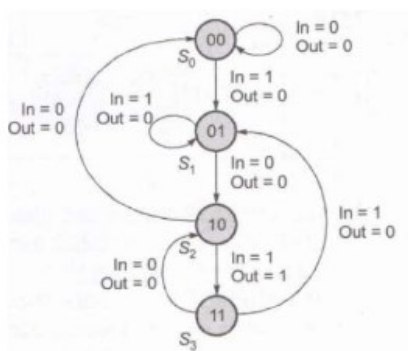 00
In = 0
Out = 0
S0
In = 1
Out = 0
In = 0
Out = 0
In = 1
Out = 0
01
S1
In = 0
Out = 0
10
In = 1
Out = 0
S2
In = 0
Out = 0
In = 1
Out = 1
11
S3